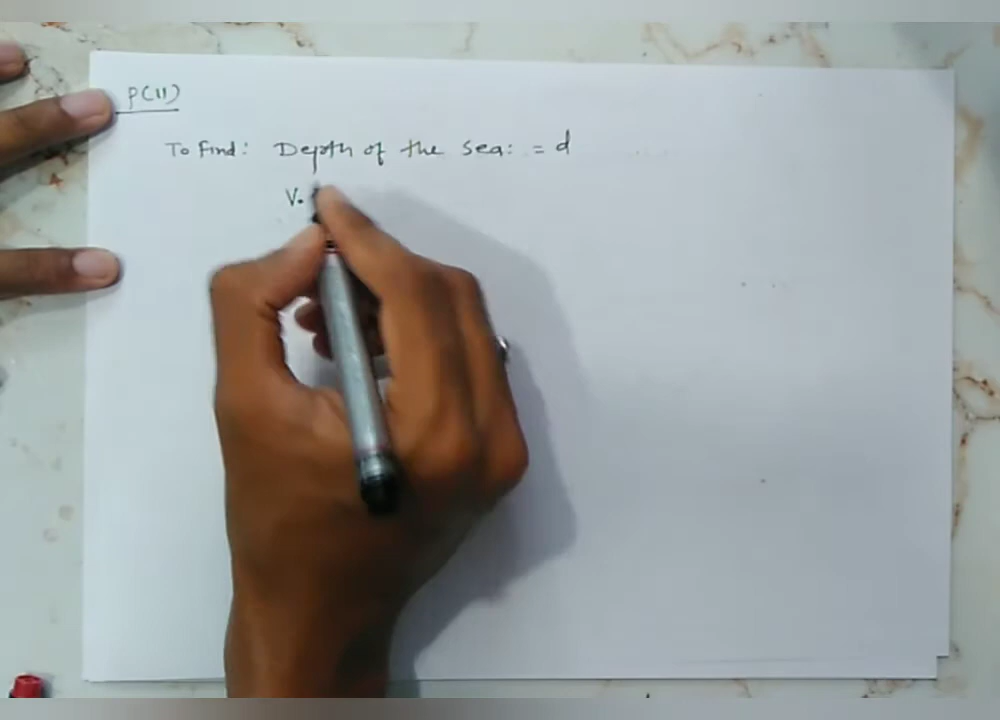 P(11)
To Find: Depth of the sea: = d
V.